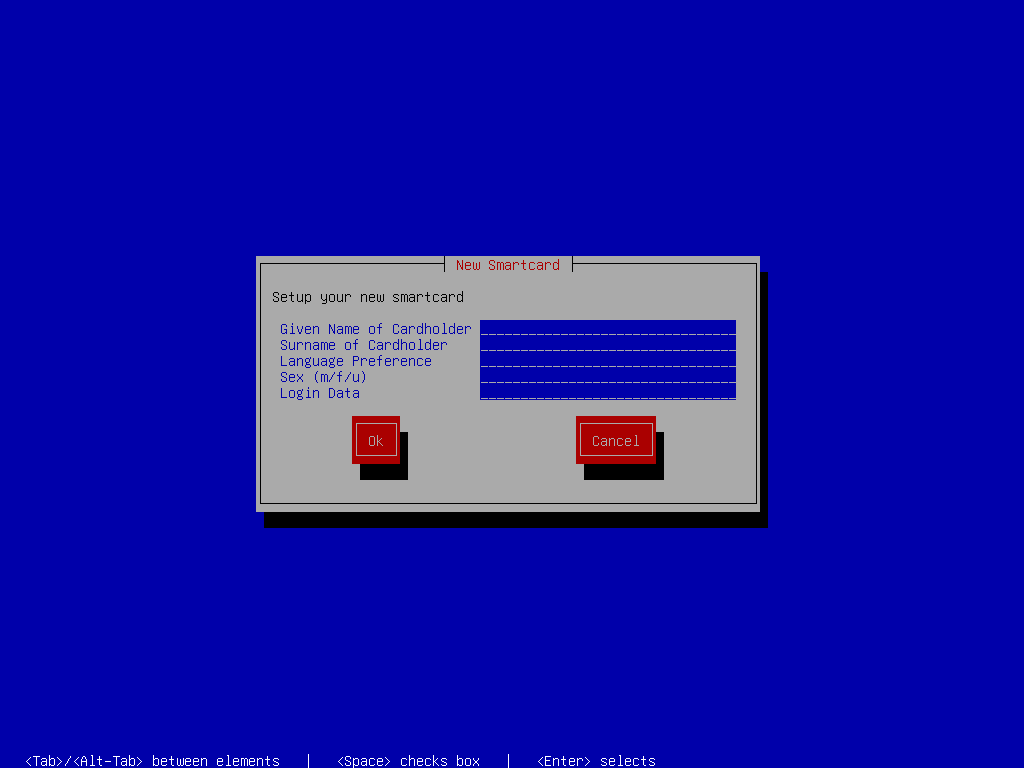 New Smartcard
Setup your new smartcard
Given Name of Cardholder
Surname of Cardholder
Language Preference
Sex (m/f/u)
Login Data
Ok Cancel
<Tab>/<Alt-Tab> between elements | <Space> checks box | <Enter> selects